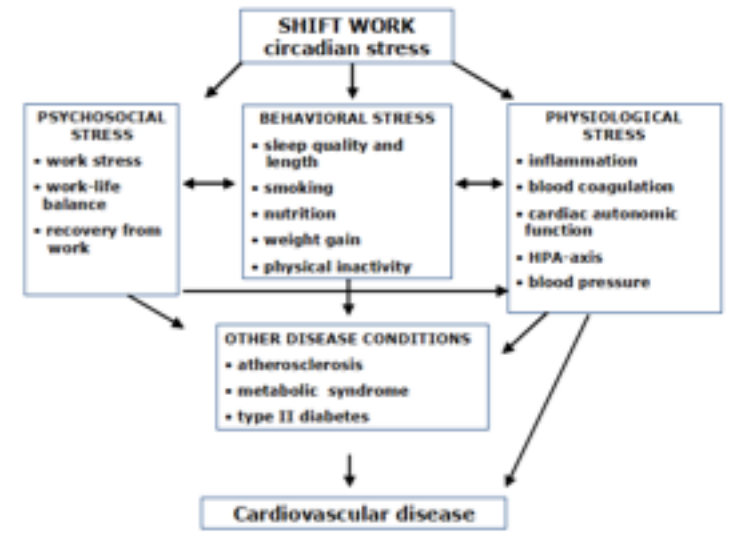 SHIFT WORK
circadian stress
PSYCHOSOCIAL
STRESS
▪ work stress
▪ work-life
balance
▪ recovery from
work
BEHAVIORAL STRESS
▪ sleep quality and
length
▪ smoking
▪ nutrition
▪ weight gain
▪ physical inactivity
PHYSIOLOGICAL
STRESS
▪ inflammation
▪ blood coagulation
▪ cardiac autonomic
function
▪ HPA-axis
▪ blood pressure
OTHER DISEASE CONDITIONS
▪ atherosclerosis
▪ metabolic syndrome
▪ type II diabetes
Cardiovascular disease